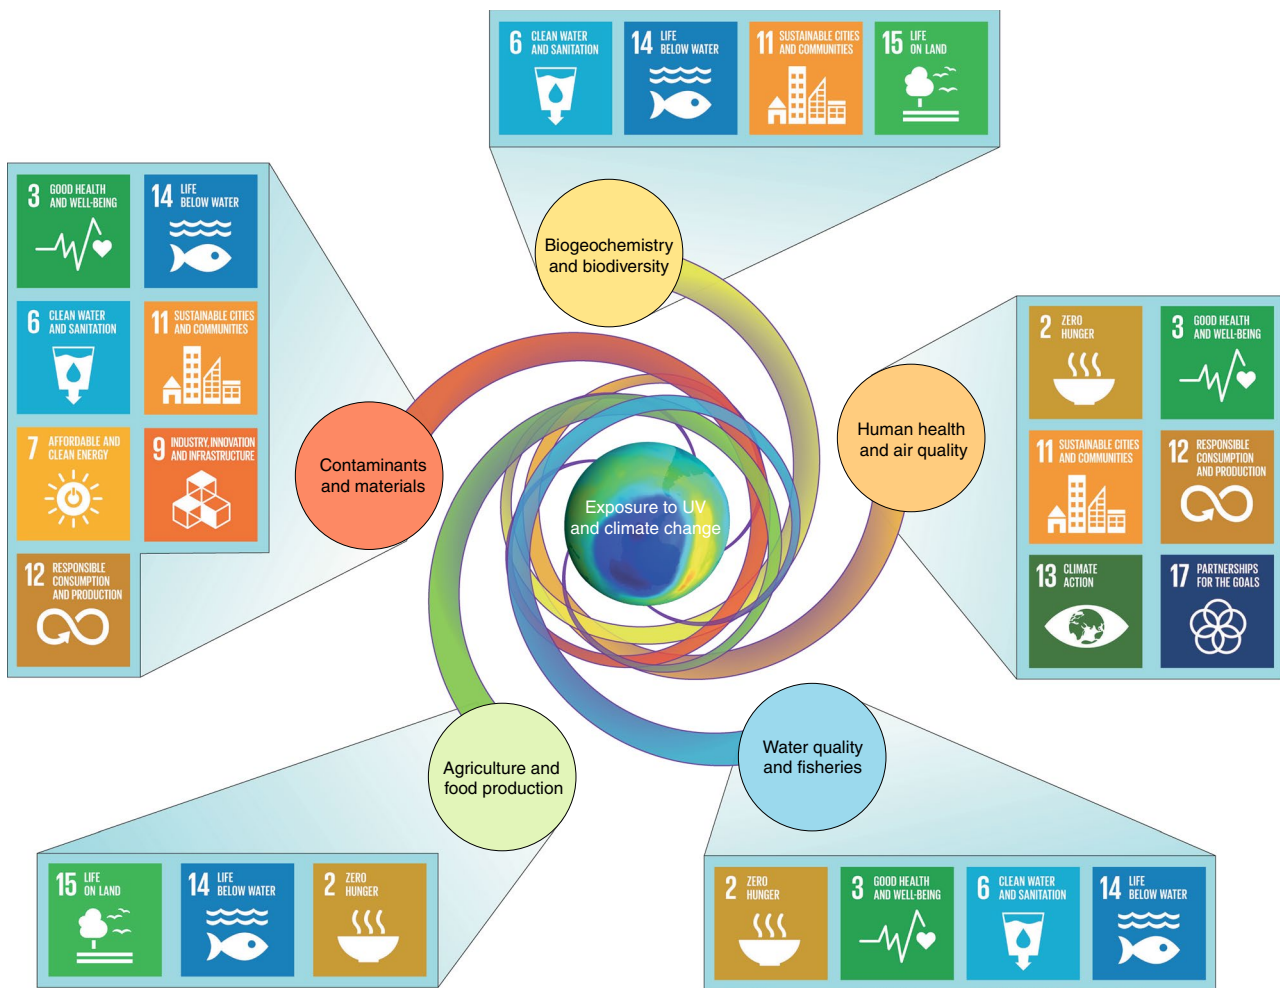 6 CLEAN WATER
AND SANITATION
14 LIFE
BELOW WATER
11 SUSTAINABLE CITIES
AND COMMUNITIES
15 LIFE
ON LAND
3 GOOD HEALTH
AND WELL-BEING
14 LIFE
BELOW WATER
6 CLEAN WATER
AND SANITATION
11 SUSTAINABLE CITIES
AND COMMUNITIES
7 AFFORDABLE AND
CLEAN ENERGY
9 INDUSTRY, INNOVATION
AND INFRASTRUCTURE
12 RESPONSIBLE
CONSUMPTION
AND PRODUCTION
Biogeochemistry
and biodiversity
Contaminants
and materials
Exposure to UV
and climate change
Human health
and air quality
2 ZERO
HUNGER
3 GOOD HEALTH
AND WELL-BEING
11 SUSTAINABLE CITIES
AND COMMUNITIES
12 RESPONSIBLE
CONSUMPTION
AND PRODUCTION
13 CLIMATE
ACTION
17 PARTNERSHIPS
FOR THE GOALS
Agriculture and
food production
Water quality
and fisheries
15 LIFE
ON LAND
14 LIFE
BELOW WATER
2 ZERO
HUNGER
2 ZERO
HUNGER
3 GOOD HEALTH
AND WELL-BEING
6 CLEAN WATER
AND SANITATION
14 LIFE
BELOW WATER